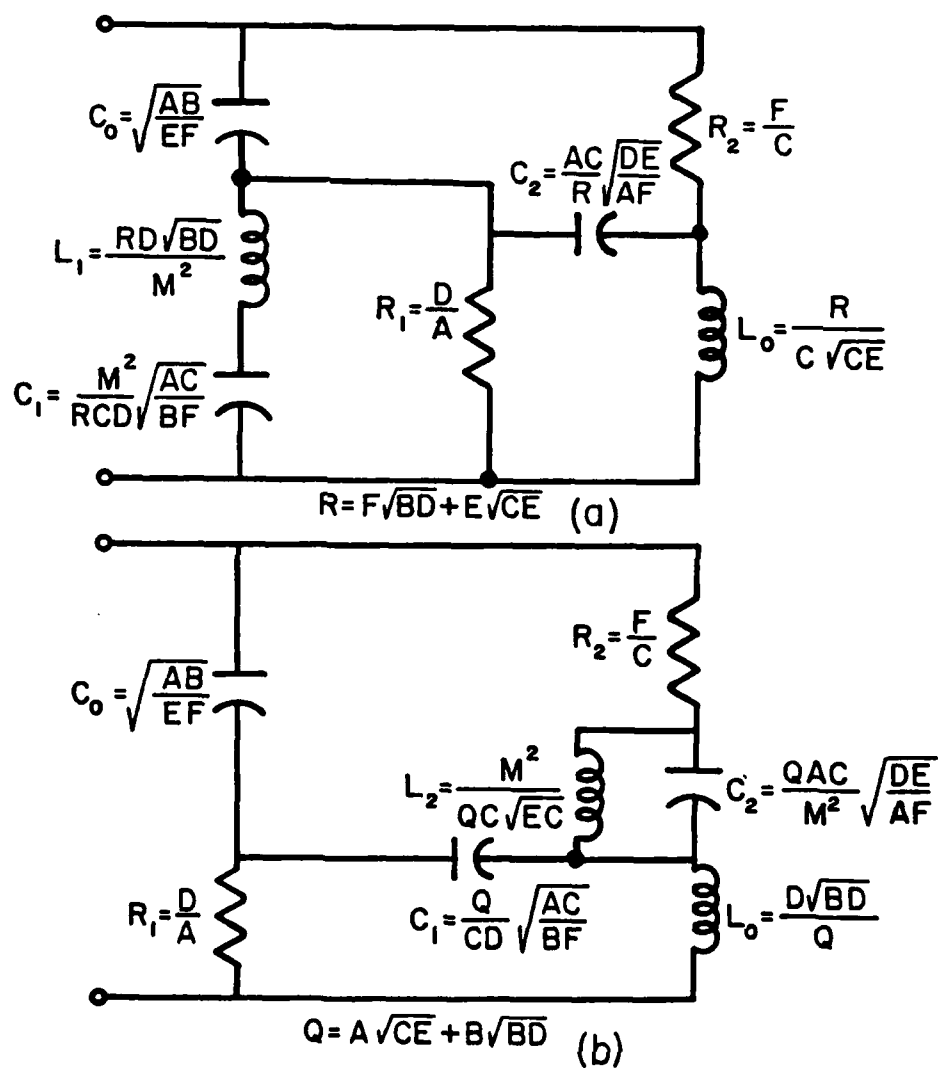 C₀=√(AB/EF)
R₂=F/C
C₂=AC/R √(DE/AF)
L₁=RD√BD/M²
R₁=D/A
L₀=R/C√CE
C₁=M²/RCD √(AC/BF)
R=F√BD+E√CE (a)
R₂=F/C
C₀=√(AB/EF)
L₂=M²/QC√EC
C₂=QAC/M² √(DE/AF)
R₁=D/A
C₁=Q/CD √(AC/BF)
L₀=D√BD/Q
Q=A√CE+B√BD (b)